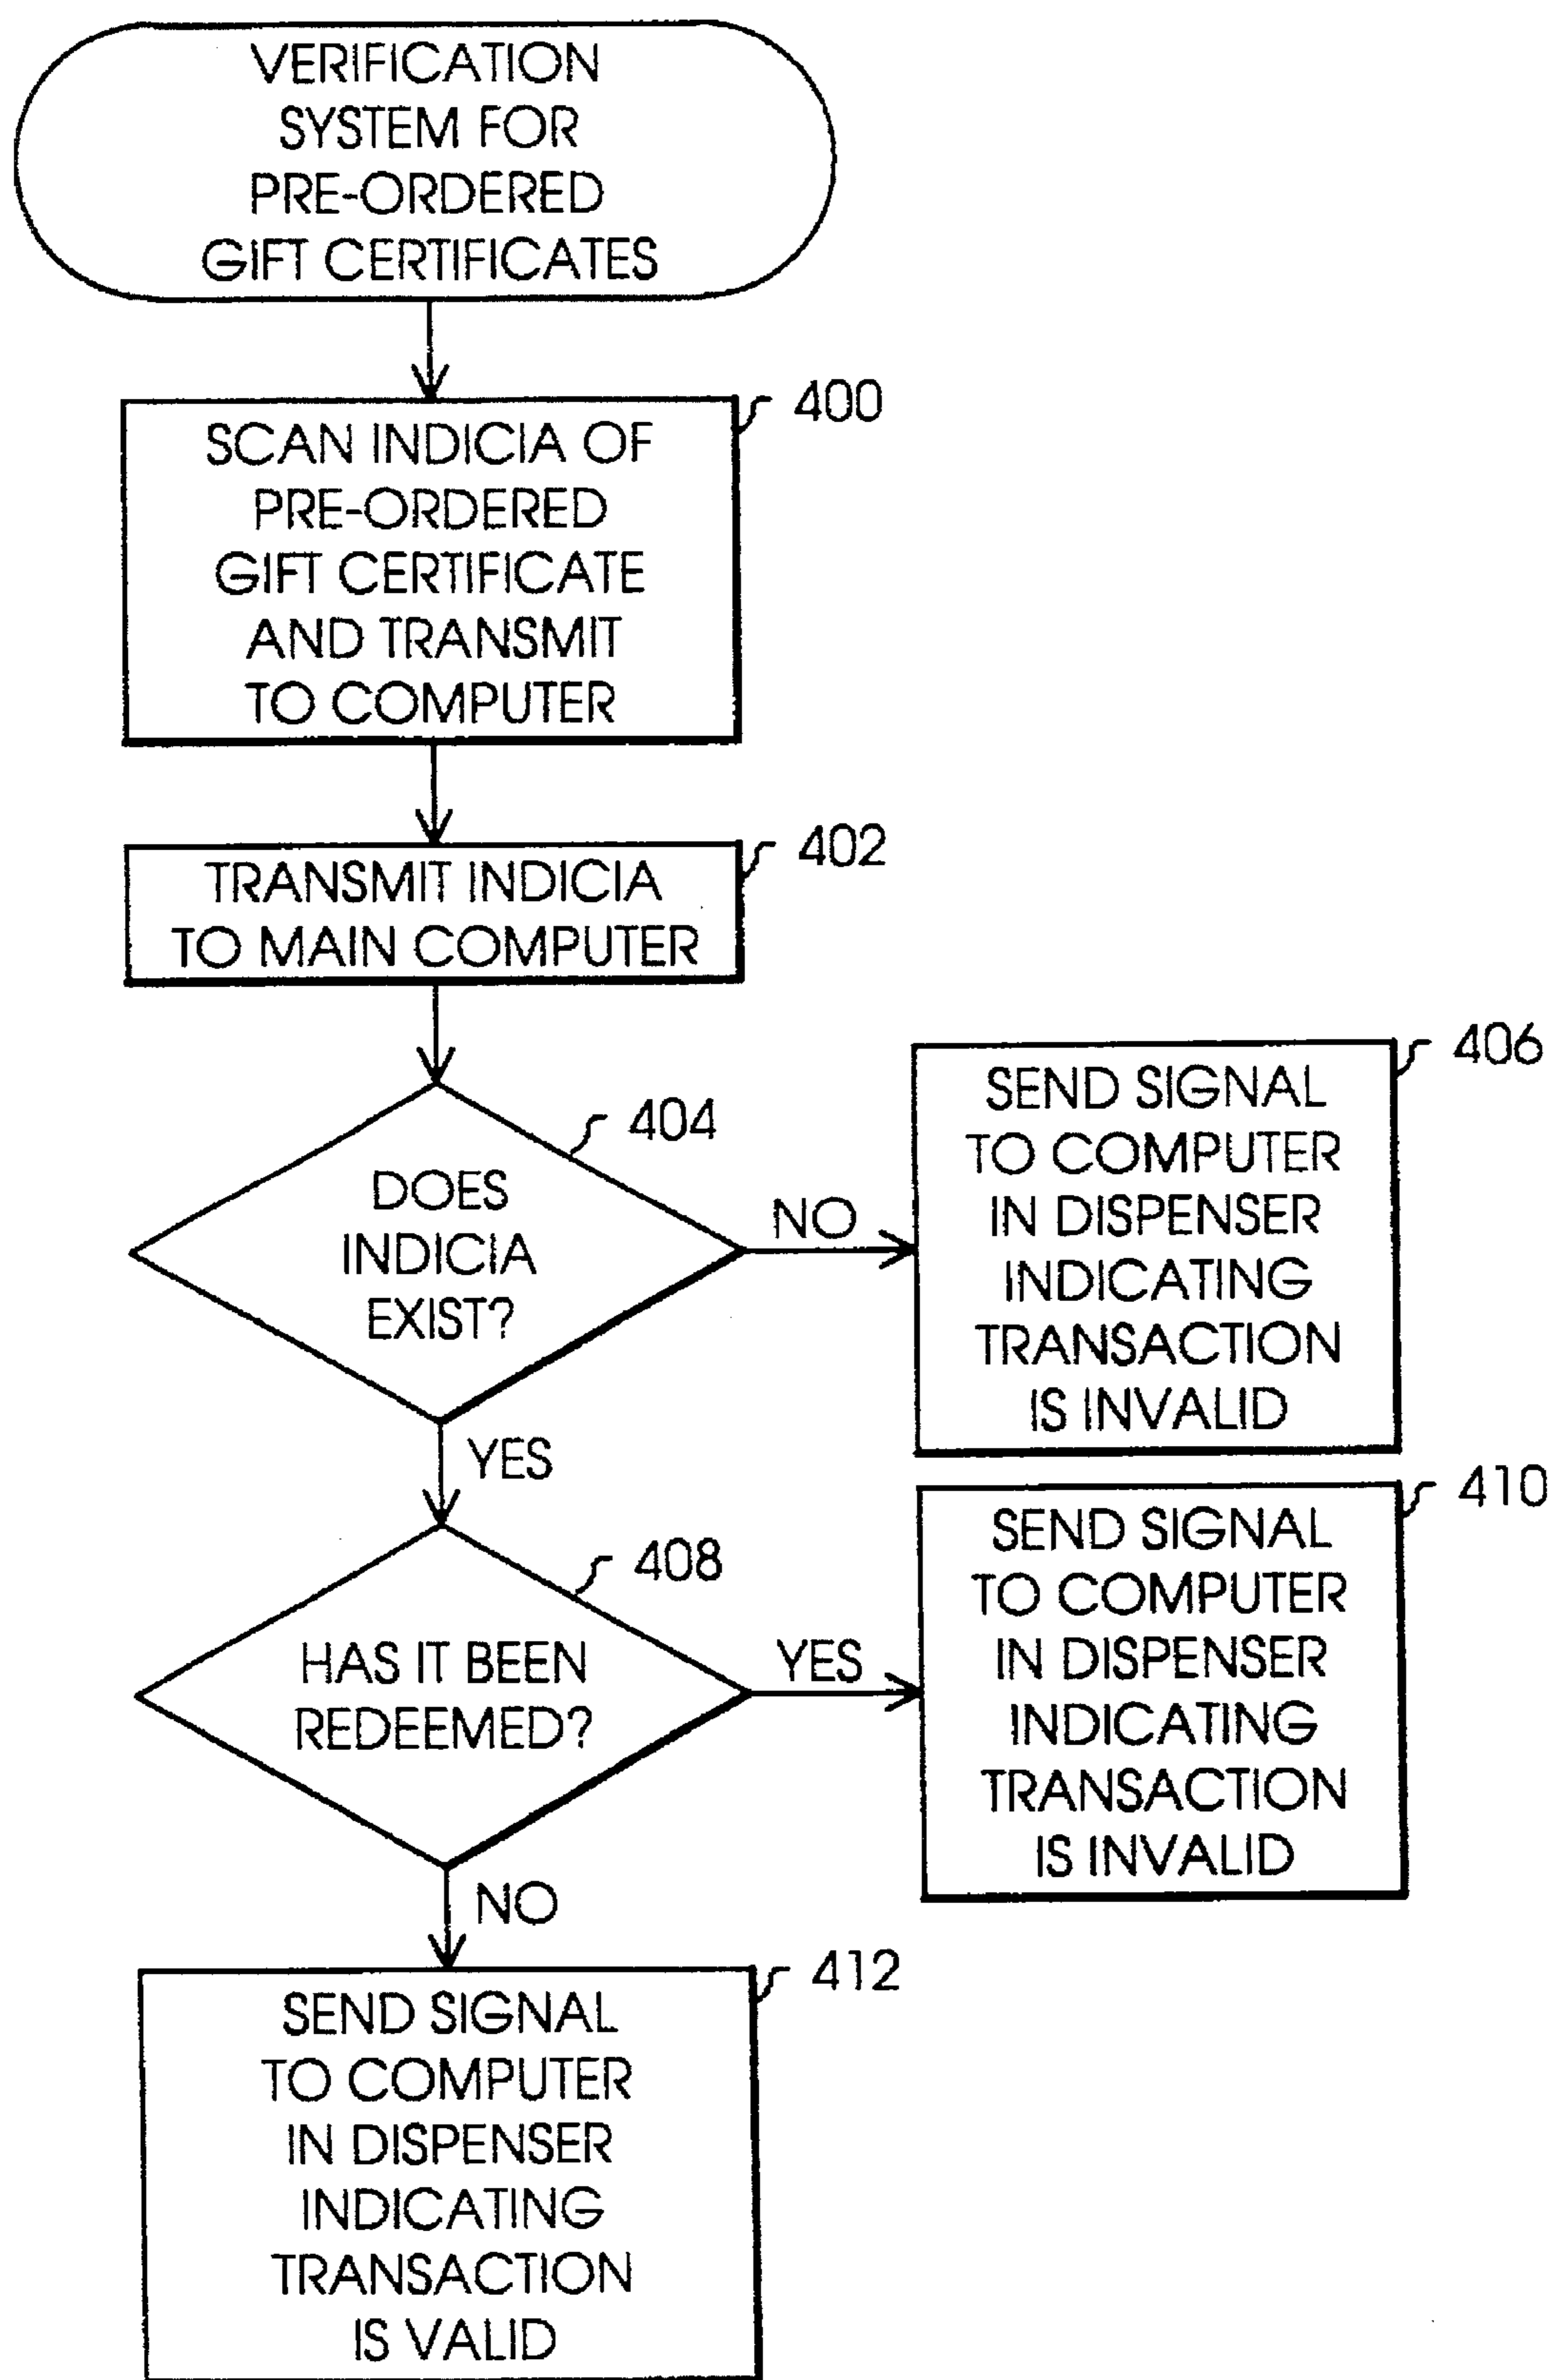 VERIFICATION
SYSTEM FOR
PRE-ORDERED
GIFT CERTIFICATES
400
SCAN INDICIA OF
PRE-ORDERED
GIFT CERTIFICATE
AND TRANSMIT
TO COMPUTER
402
TRANSMIT INDICIA
TO MAIN COMPUTER
404
DOES
INDICIA
EXIST?
NO
406
SEND SIGNAL
TO COMPUTER
IN DISPENSER
INDICATING
TRANSACTION
IS INVALID
YES
408
HAS IT BEEN
REDEEMED?
YES
410
SEND SIGNAL
TO COMPUTER
IN DISPENSER
INDICATING
TRANSACTION
IS INVALID
NO
412
SEND SIGNAL
TO COMPUTER
IN DISPENSER
INDICATING
TRANSACTION
IS VALID